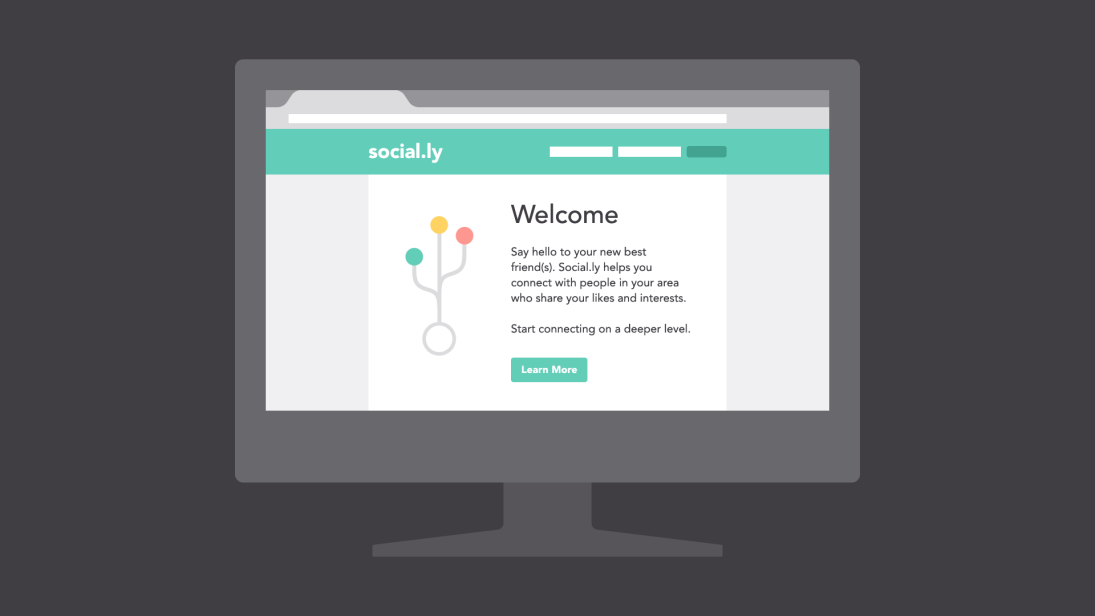 social.ly
Welcome
Say hello to your new best
friend(s). Social.ly helps you
connect with people in your area
who share your likes and interests.
Start connecting on a deeper level.
Learn More